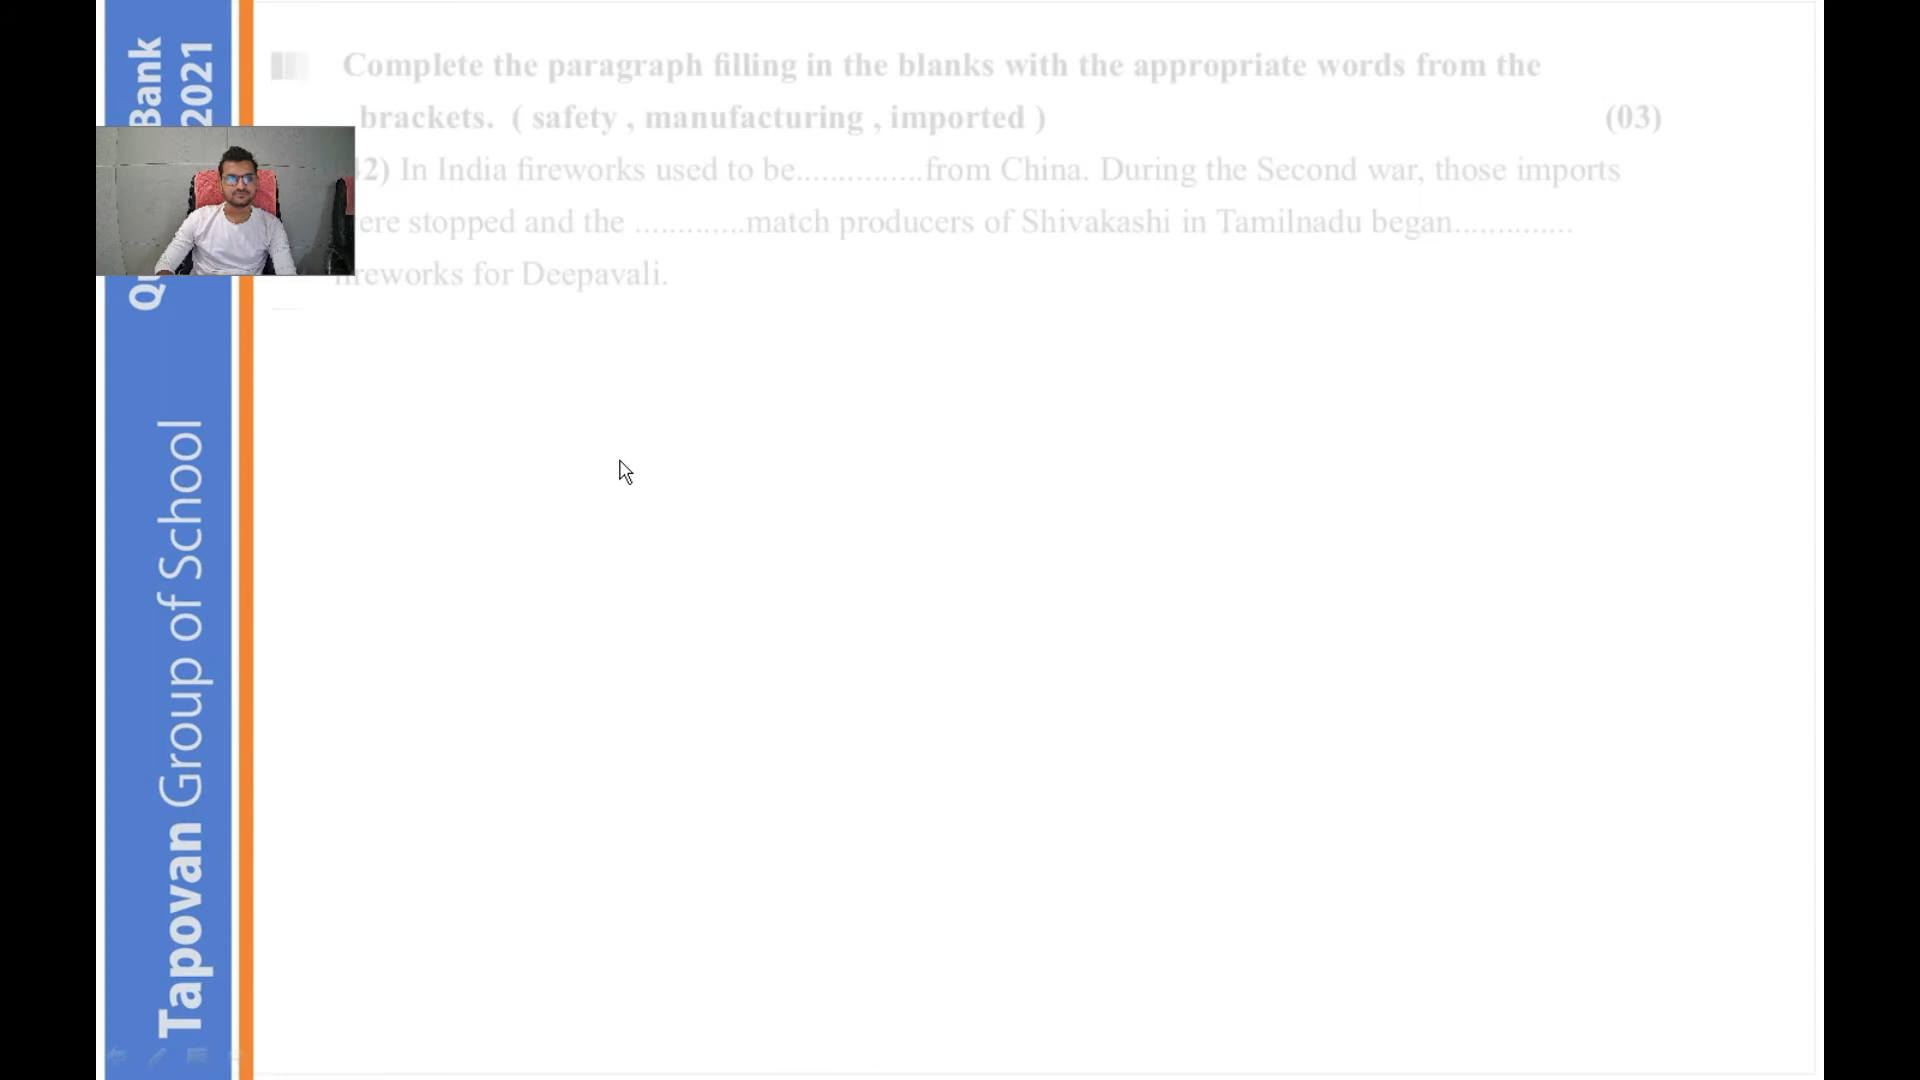 Complete the paragraph filling in the blanks with the appropriate words from the
brackets. ( safety , manufacturing , imported ) (03)
2) In India fireworks used to be...............from China. During the Second war, those imports
ere stopped and the .............match producers of Shivakashi in Tamilnadu began..............
reworks for Deepavali.
Bank
2021
Tapovan Group of School